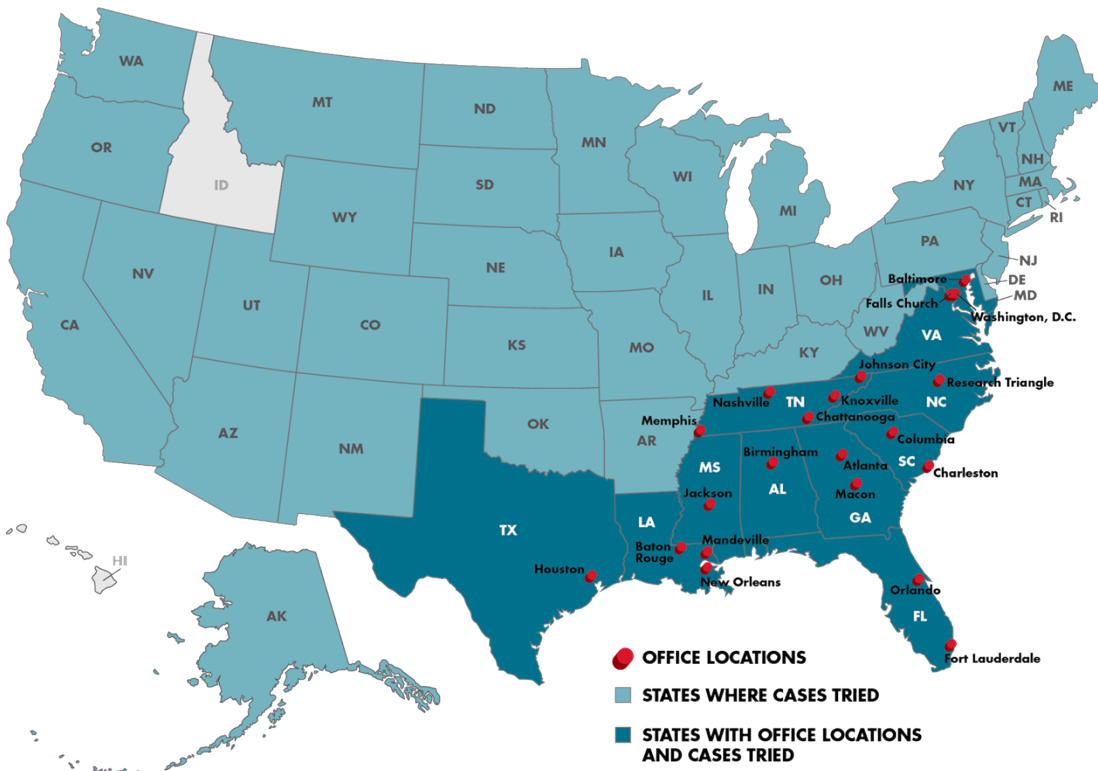 WA
MT
ND
MN
ME
OR
ID
SD
WI
MI
VT
NH
NY
MA
CT
RI
WY
IA
PA
NJ
NV
NE
IL
IN
OH
DE
MD
Baltimore
Falls Church
Washington, D.C.
CA
UT
CO
KS
MO
WV
VA
KY
Johnson City
Research Triangle
Nashville
TN
Knoxville
NC
Chattanooga
Memphis
AZ
NM
OK
AR
Columbia
Birmingham
Atlanta
SC
Charleston
MS
AL
Macon
Jackson
GA
TX
LA
Baton
Rouge
Mandeville
New Orleans
Houston
HI
AK
Orlando
FL
Fort Lauderdale
OFFICE LOCATIONS
STATES WHERE CASES TRIED
STATES WITH OFFICE LOCATIONS
AND CASES TRIED